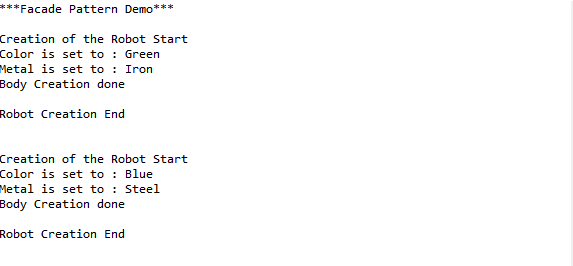 ***Facade Pattern Demo***
Creation of the Robot Start
Color is set to : Green
Metal is set to : Iron
Body Creation done
Robot Creation End
Creation of the Robot Start
Color is set to : Blue
Metal is set to : Steel
Body Creation done
Robot Creation End